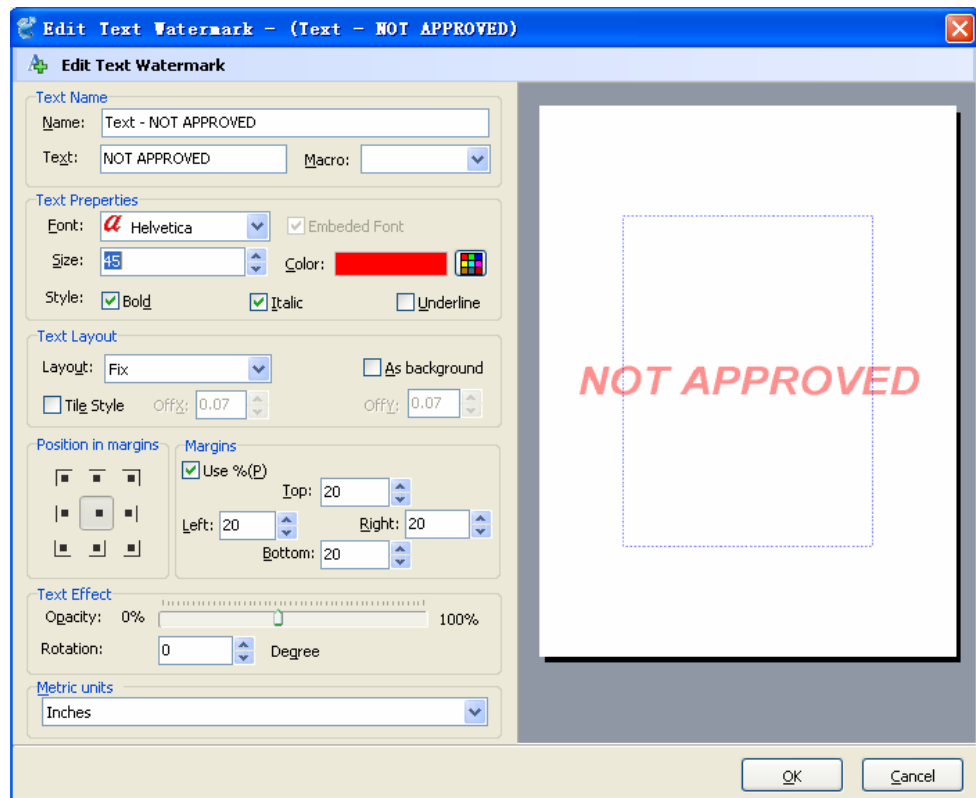 Edit Text Watermark - (Text - NOT APPROVED)
Edit Text Watermark
Text Name
Name: Text - NOT APPROVED
Text: NOT APPROVED Macro:
Text Preperties
Font: a Helvetica Embeded Font
Size: 45 Color:
Style: Bold Italic Underline
Text Layout
Layout: Fix As background
Tile Style OffX: 0.07 OffY: 0.07
Position in margins Margins
Use %(P)
Top: 20
Left: 20 Right: 20
Bottom: 20
Text Effect
Opacity: 0% 100%
Rotation: 0 Degree
Metric units
Inches
NOT APPROVED
OK Cancel